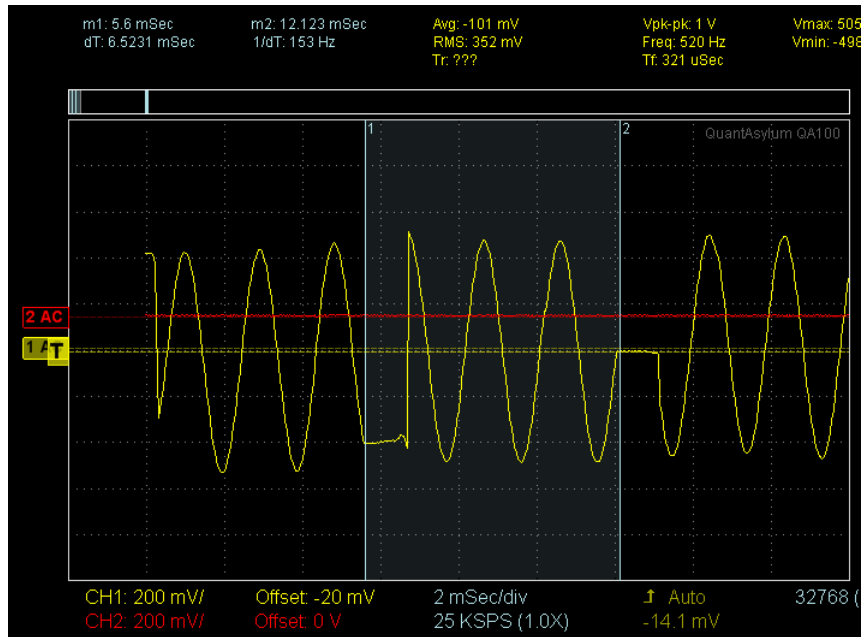 m1: 5.6 mSec m2: 12.123 mSec Avg: -101 mV Vpk-pk: 1 V Vmax: 505
dT: 6.5231 mSec 1/dT: 153 Hz RMS: 352 mV Freq: 520 Hz Vmin: -498
Tr: ??? Tf: 321 uSec
1 2 QuantAsylum QA100
2 AC
1 A T
CH1: 200 mV/ Offset: -20 mV 2 mSec/div Auto 32768 (
CH2: 200 mV/ Offset: 0 V 25 KSPS (1.0X) -14.1 mV